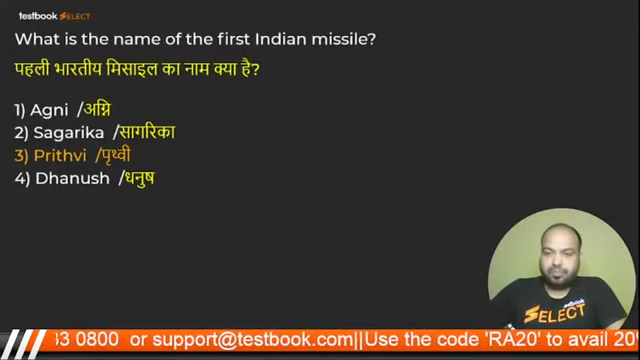 testbook SELECT
What is the name of the first Indian missile?
पहली भारतीय मिसाइल का नाम क्या है?
1) Agni /अग्नि
2) Sagarika /सागरिका
3) Prithvi /पृथ्वी
4) Dhanush /धनुष
testbook
SELECT
33 0800 or support@testbook.com||Use the code 'RA20' to avail 20